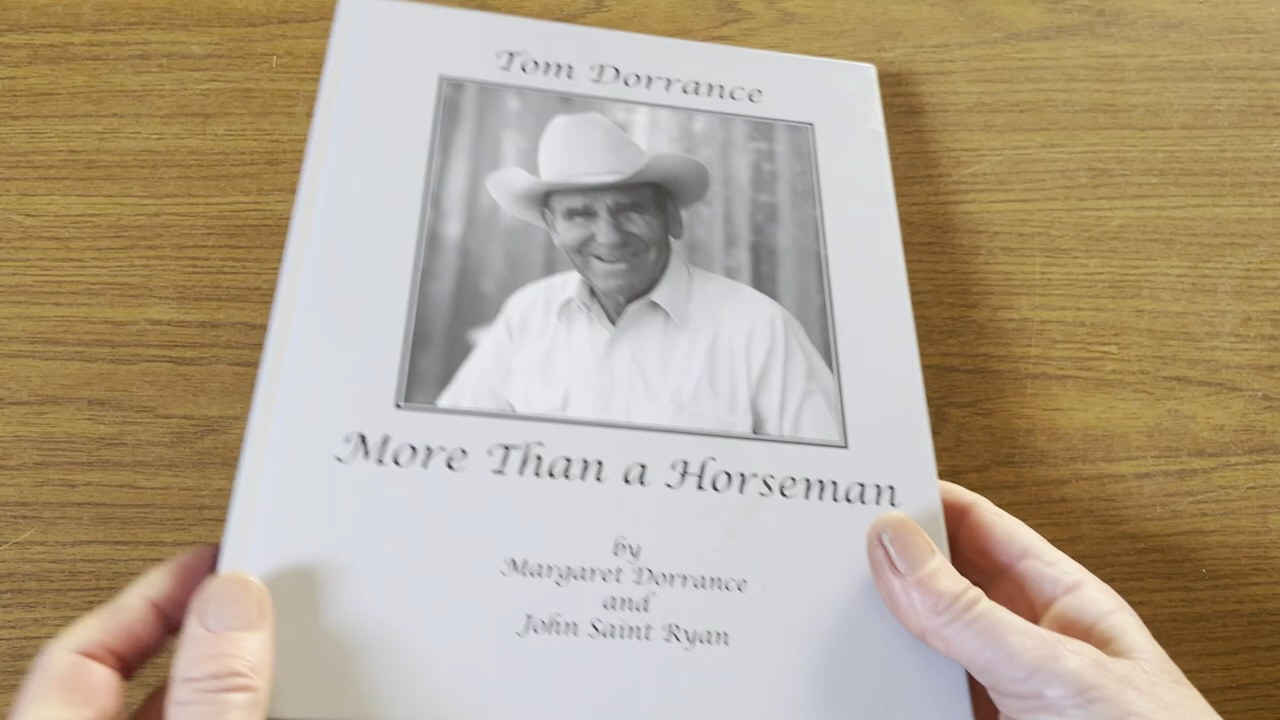 Tom Dorrance
More Than a Horseman
by
Margaret Dorrance
and
John Saint Ryan